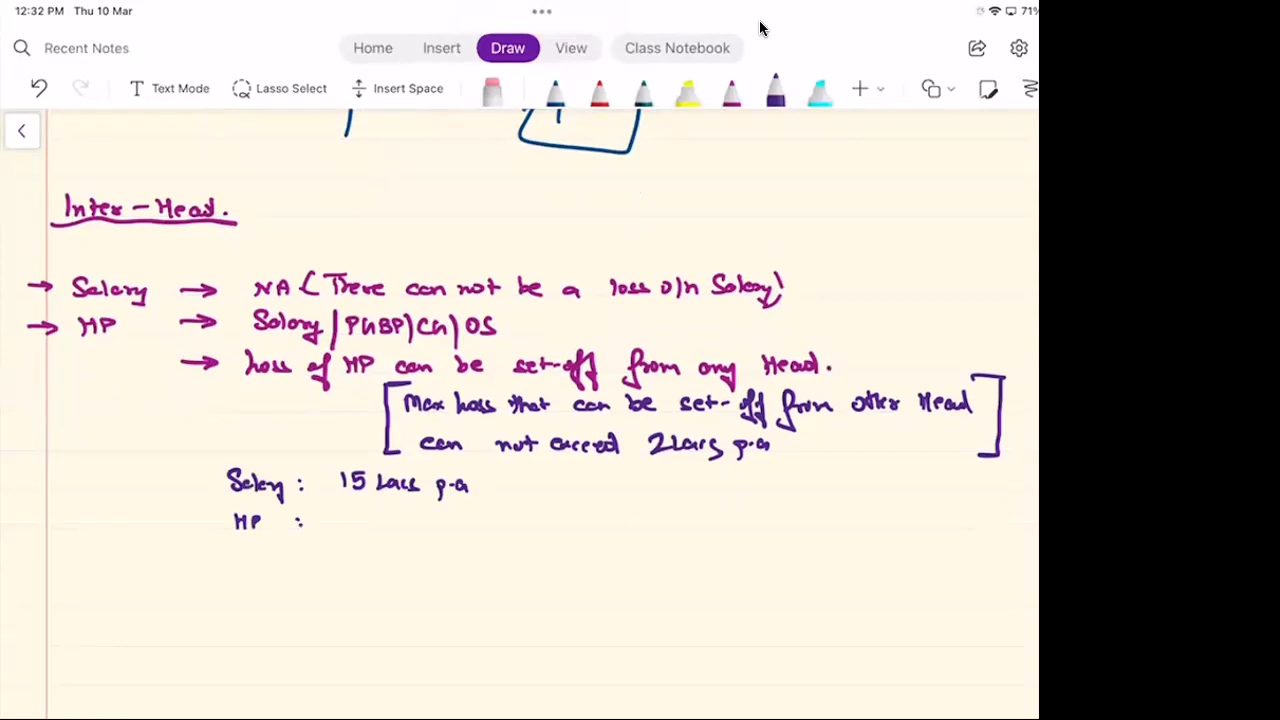 12:32 PM Thu 10 Mar
71%
Recent Notes
Home Insert Draw View Class Notebook
Text Mode Lasso Select Insert Space
Inter - Head.
→ Salary → NA (There can not be a loss o/n Salary)
→ HP → Salary | PGBP | CG | OS
→ Loss of HP can be set-off from any Head.
[Max loss that can be set-off from other Head
can not exceed 2 Lacs p.a]
Salary : 15 Lacs p.a
HP :